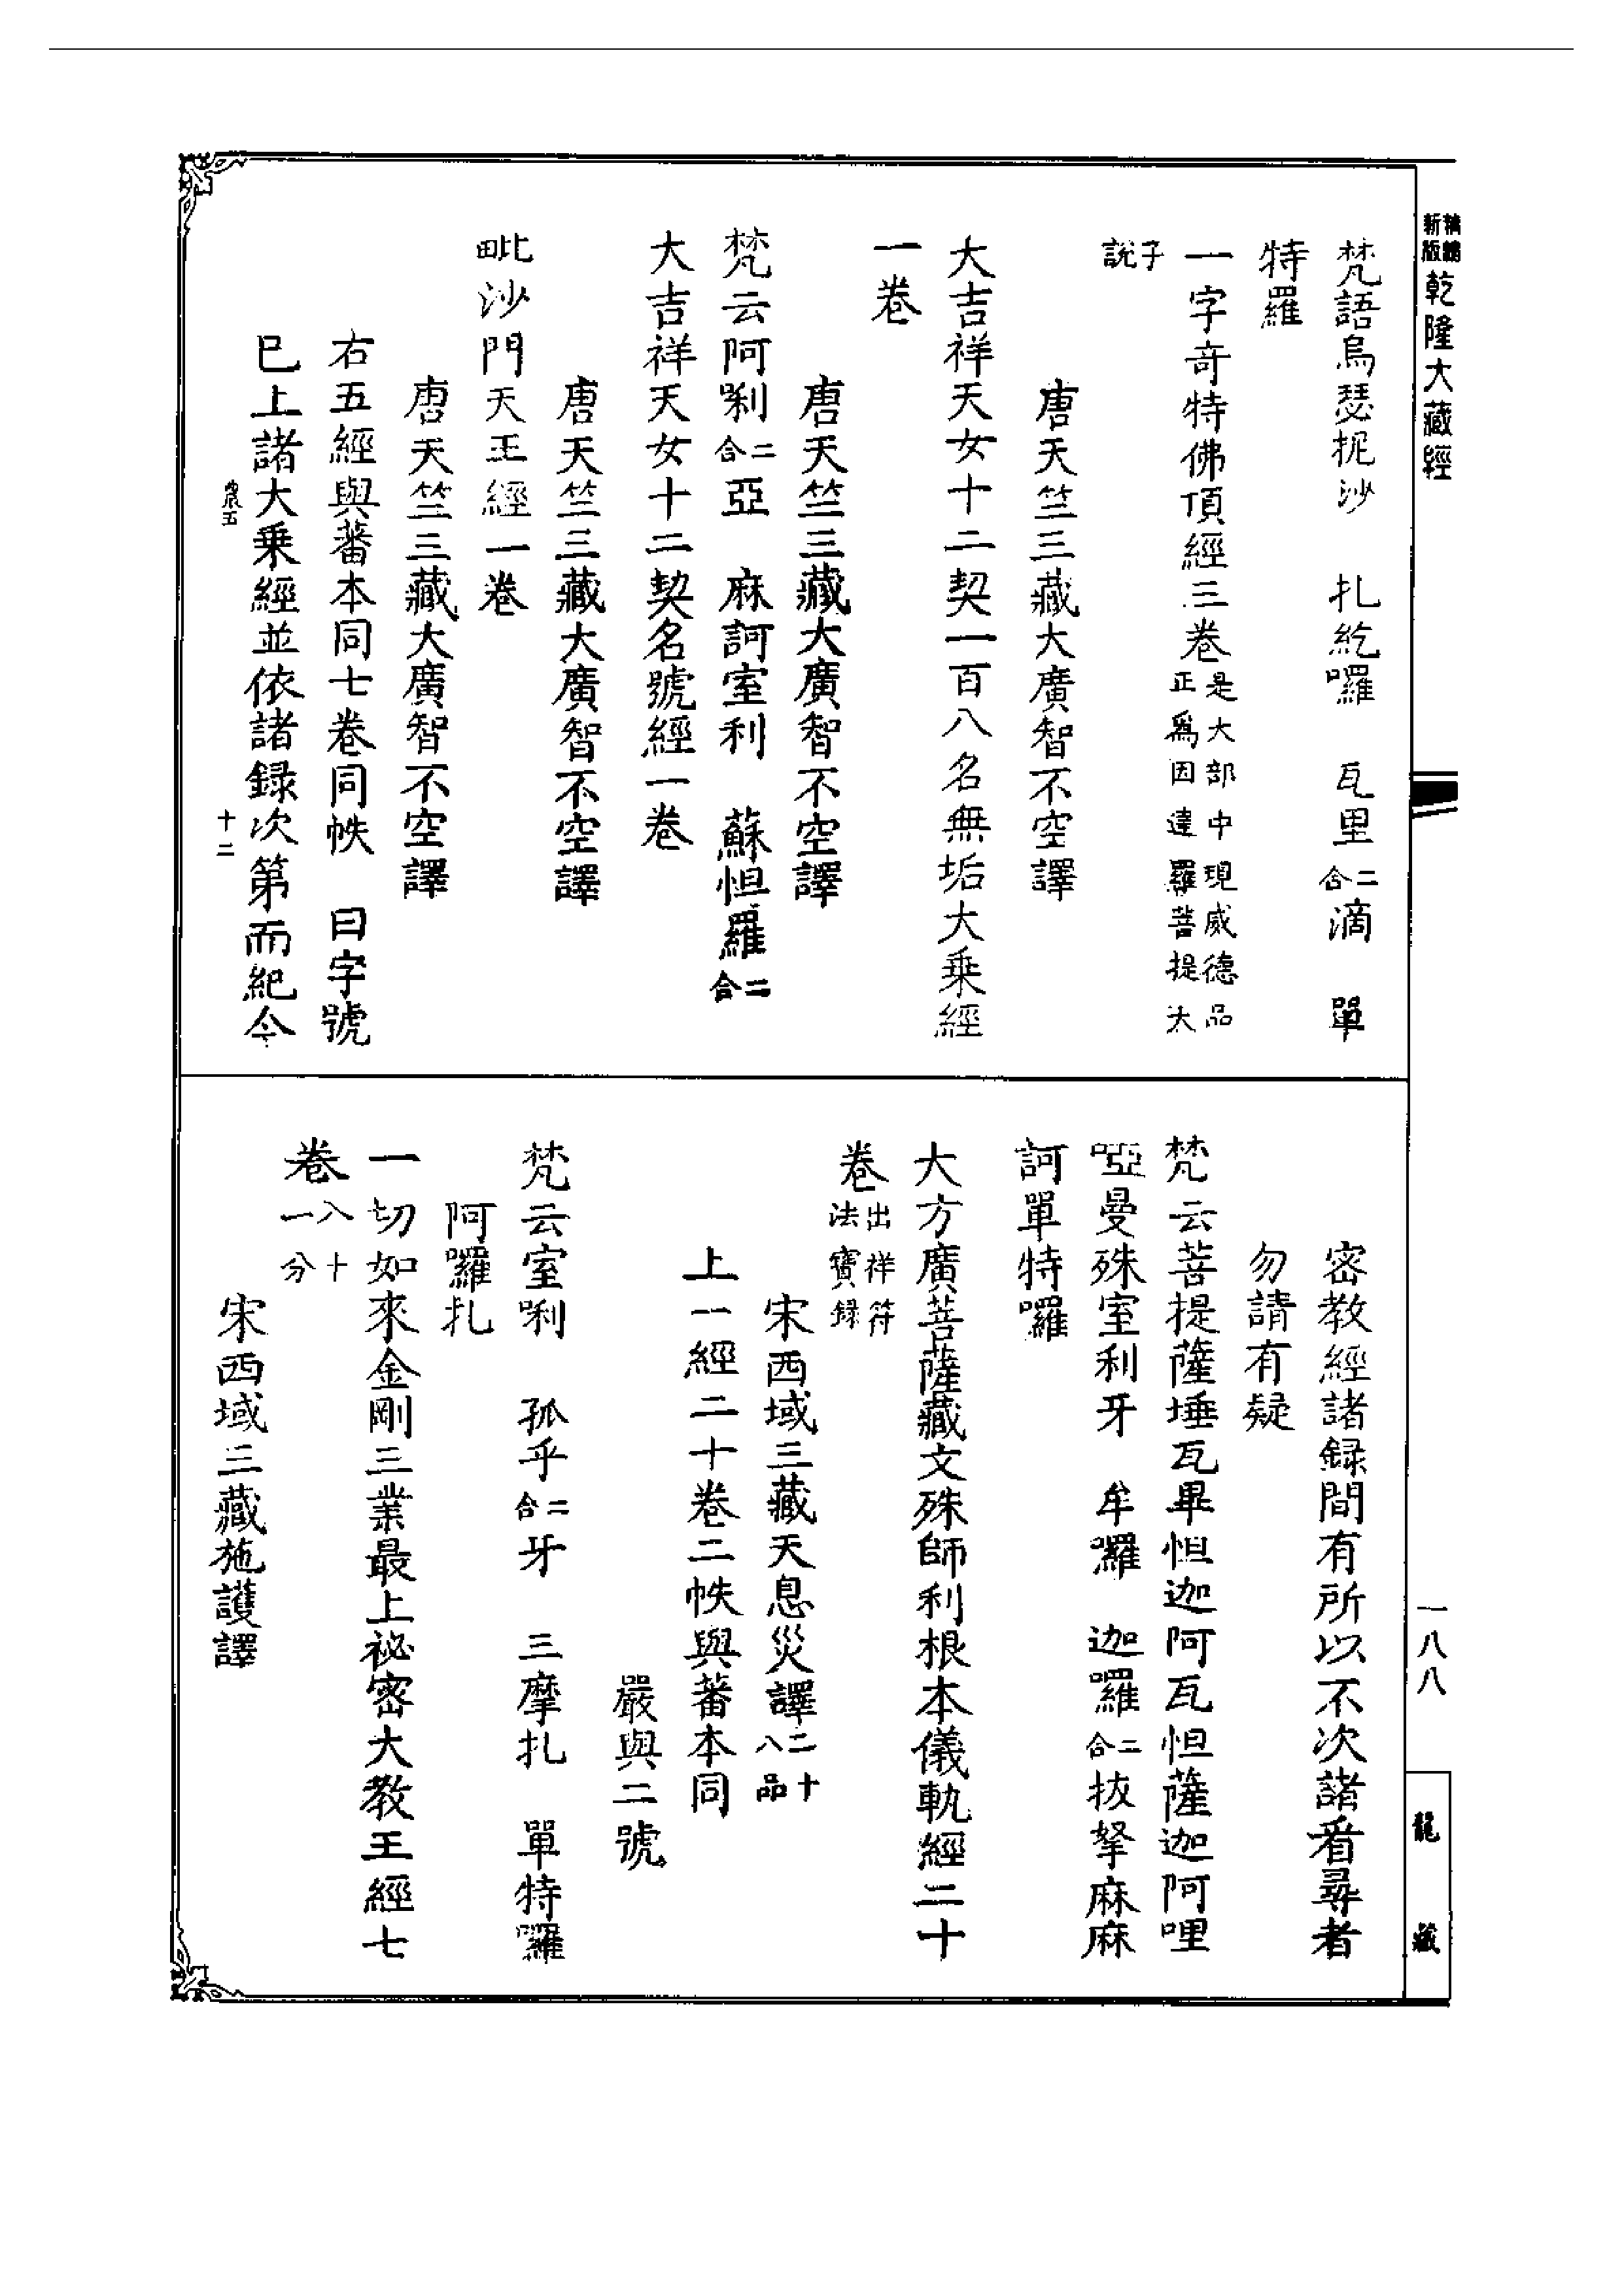 新編縮版 乾隆大藏經
梵語烏瑟抳沙　扎紇囉　瓦里二合滴　單
特羅
一字奇特佛頂經三卷是大部中現威德品正爲因達羅菩提大
子說
唐天竺三藏大廣智不空譯
大吉祥天女十二契一百八名無垢大乘經
一卷
唐天竺三藏大廣智不空譯
梵云阿唎二合亞　麻訶室利　蘇怛羅二合
大吉祥天女十二契名號經一卷
唐天竺三藏大廣智不空譯
毗沙門天王經一卷
唐天竺三藏大廣智不空譯
右五經與蕃本同七卷同帙　曰字號
巳上諸大乘經並依諸録次第而紀今
十二
密教經諸録間有所以不次諸看尋者
勿請有疑
梵云菩提薩埵瓦畢怛迦阿瓦怛薩迦阿哩
啞曼殊室利牙　牟囉　迦囉二合拔拏麻麻
訶單特囉
大方廣菩薩藏文殊師利根本儀軌經二十
卷出祥符法寶録
宋西域三藏天息災譯二十八品
上一經二十卷二帙與蕃本同
嚴與二號
梵云室唎　孤乎二合牙　三摩扎　單特囉
阿囉扎
一切如來金剛三業最上祕密大教王經七
卷八十一分
宋西域三藏施護譯
一八八
龍藏